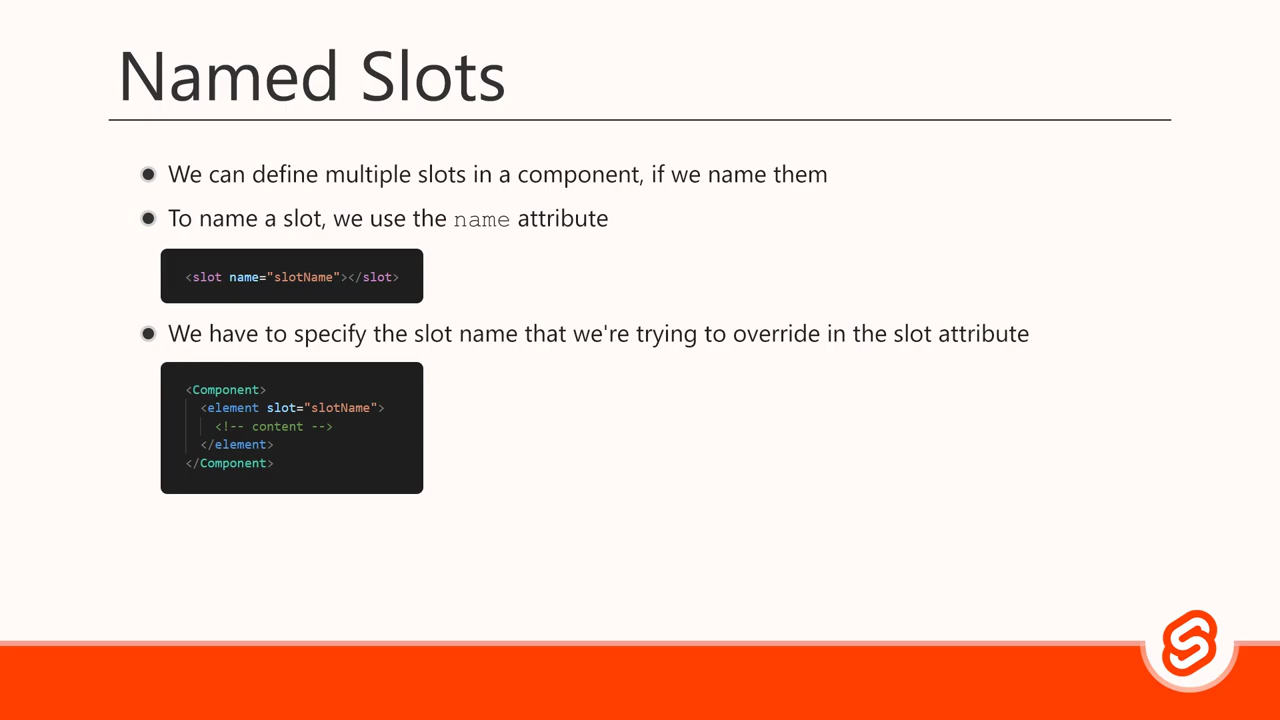 Named Slots
We can define multiple slots in a component, if we name them
To name a slot, we use the name attribute
<slot name="slotName"></slot>
We have to specify the slot name that we're trying to override in the slot attribute
<Component>
<element slot="slotName">
<!-- content -->
</element>
</Component>